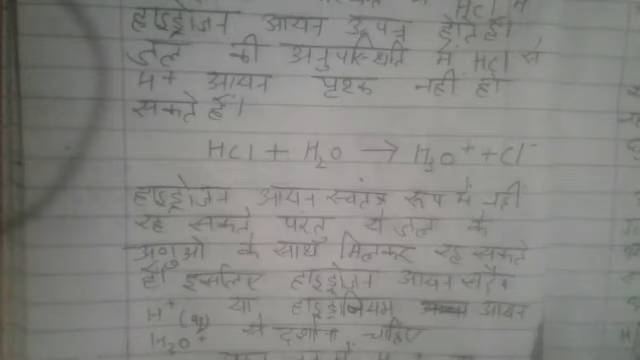 HCl में
हाइड्रोजन आयन उत्पन्न होते हैं।
जल की अनुपस्थिति में HCl से
H+ आयन पृथक नहीं हो
सकते हैं।
HCl + H₂O → H₃O⁺ + Cl⁻
हाइड्रोजन आयन स्वतंत्र रूप में नहीं
रह सकते परंतु ये जल के
अणुओं के साथ मिलकर रह सकते
हैं। इसलिए हाइड्रोजन आयन सदैव
H⁺(aq) या हाइड्रोनियम आयन
H₃O⁺ से दर्शाना चाहिए